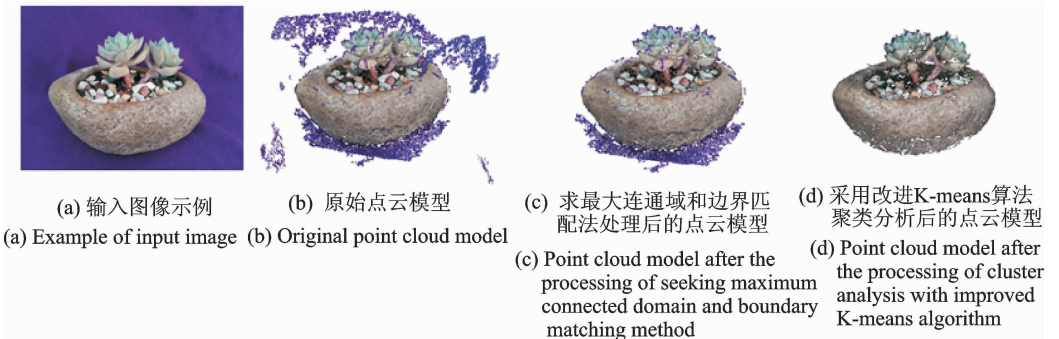 (a) 输入图像示例
(a) Example of input image
(b) 原始点云模型
(b) Original point cloud model
(c) 求最大连通域和边界匹
配法处理后的点云模型
(c) Point cloud model after the
processing of seeking maximum
connected domain and boundary
matching method
(d) 采用改进K-means算法
聚类分析后的点云模型
(d) Point cloud model after
the processing of cluster
analysis with improved
K-means algorithm